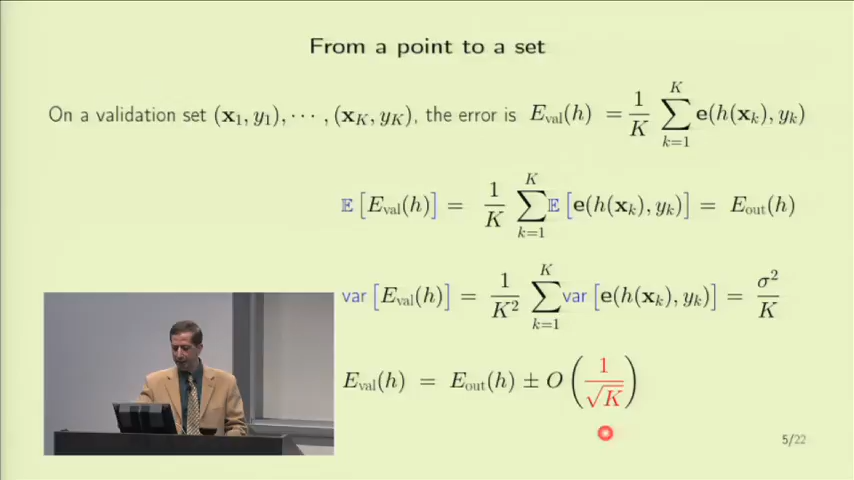 From a point to a set
On a validation set (x₁, y₁), ⋯ , (x_K, y_K), the error is E_val(h) = 1/K ∑_{k=1}^{K} e(h(x_k), y_k)
𝔼 [E_val(h)] = 1/K ∑_{k=1}^{K} 𝔼 [e(h(x_k), y_k)] = E_out(h)
var [E_val(h)] = 1/K² ∑_{k=1}^{K} var [e(h(x_k), y_k)] = σ²/K
E_val(h) = E_out(h) ± O (1/√K)
5/22